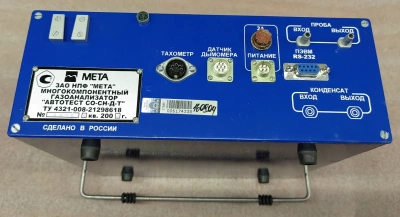 МЕТА
ЗАО НПФ "МЕТА"
МНОГОКОМПОНЕНТНЫЙ
ГАЗОАНАЛИЗАТОР
"АВТОТЕСТ СО-СН-Д-Т"
ТУ 4321-008-21298618
№ кв. 200 г.
СДЕЛАНО В РОССИИ
ТАХОМЕТР
ДАТЧИК
ДЫМОМЕРА
2А
ПИТАНИЕ
ПРОБА
ВХОД ВЫХОД
ПЭВМ
RS-232
КОНДЕНСАТ
ВХОД ВЫХОД